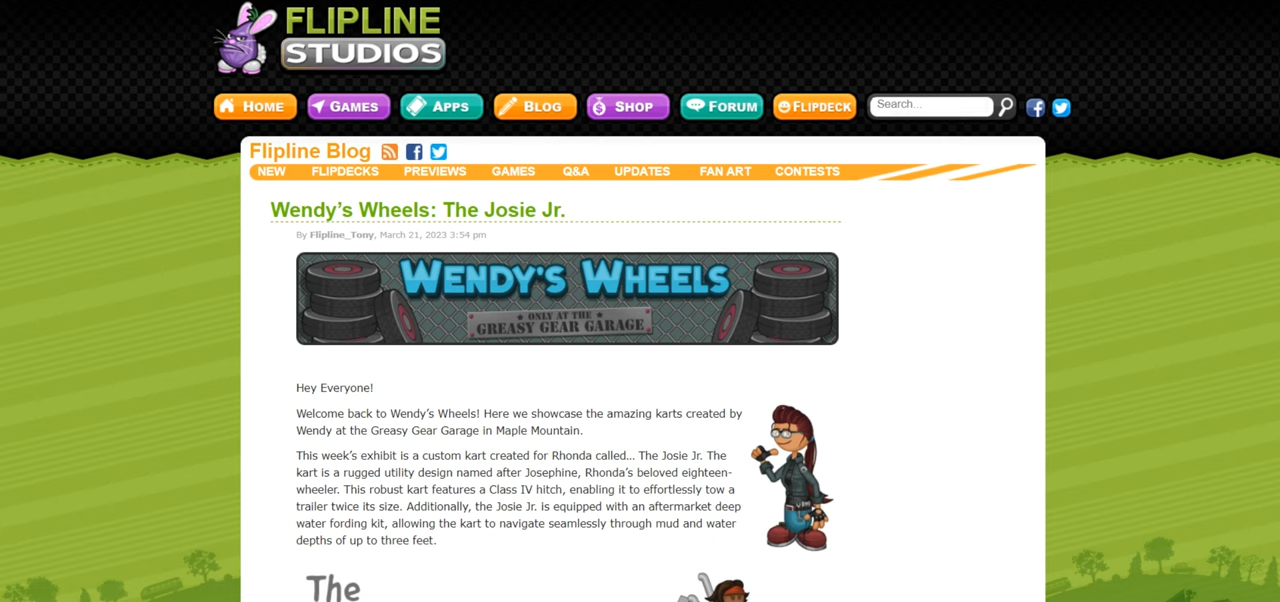 FLIPLINE
STUDIOS
HOME GAMES APPS BLOG SHOP FORUM FLIPDECK Search...
Flipline Blog
NEW FLIPDECKS PREVIEWS GAMES Q&A UPDATES FAN ART CONTESTS
Wendy’s Wheels: The Josie Jr.
By Flipline_Tony, March 21, 2023 3:54 pm
WENDY'S WHEELS
ONLY AT THE
GREASY GEAR GARAGE
Hey Everyone!
Welcome back to Wendy’s Wheels! Here we showcase the amazing karts created by
Wendy at the Greasy Gear Garage in Maple Mountain.
This week’s exhibit is a custom kart created for Rhonda called… The Josie Jr. The
kart is a rugged utility design named after Josephine, Rhonda’s beloved eighteen-
wheeler. This robust kart features a Class IV hitch, enabling it to effortlessly tow a
trailer twice its size. Additionally, the Josie Jr. is equipped with an aftermarket deep
water fording kit, allowing the kart to navigate seamlessly through mud and water
depths of up to three feet.
The